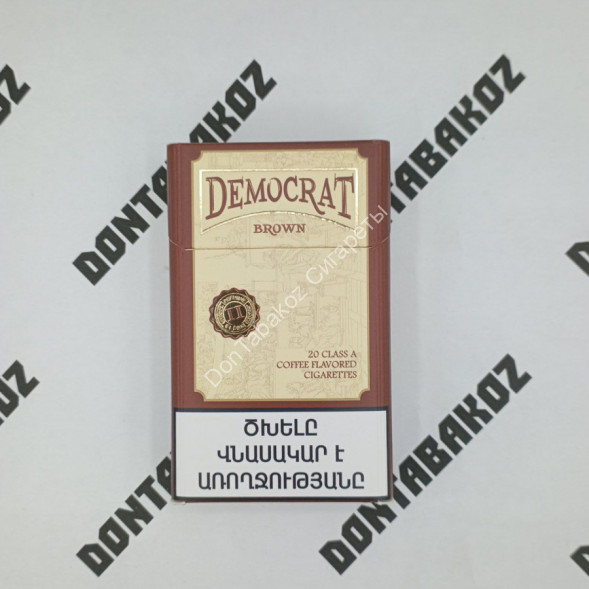 DONTABAKOZ
DONTABAKOZ
DEMOCRAT
BROWN
DonTabakoz Сигареты
20 CLASS A
COFFEE FLAVORED
CIGARETTES
ԾԽԵԼԸ
ՎՆԱՍԱԿԱՐ Է
ԱՌՈՂՋՈՒԹՅԱՆԸ
DONTABAKOZ
DONTABAKOZ